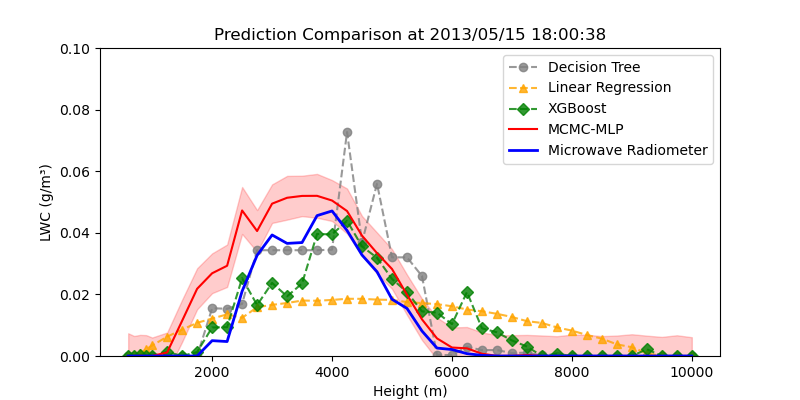 Prediction Comparison at 2013/05/15 18:00:38
LWC (g/m³)
0.10
0.08
0.06
0.04
0.02
0.00
Decision Tree
Linear Regression
XGBoost
MCMC-MLP
Microwave Radiometer
2000 4000 6000 8000 10000
Height (m)